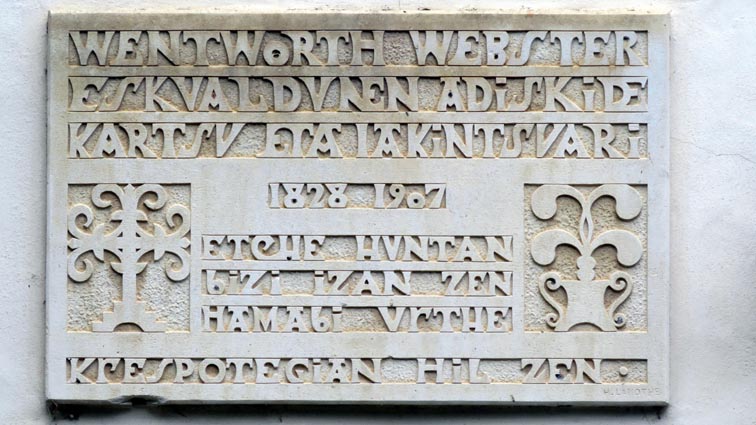 WENTWORTH WEBSTER
ESKVALDVNEN ADISKIDE
KARTSV ETA IAKINTSVARI
1828 1907
ETCHE HVNTAN
bIZI IZAN ZEN
HAMAbI VRTHE
KRESPOTEGIAN HIL ZEN.